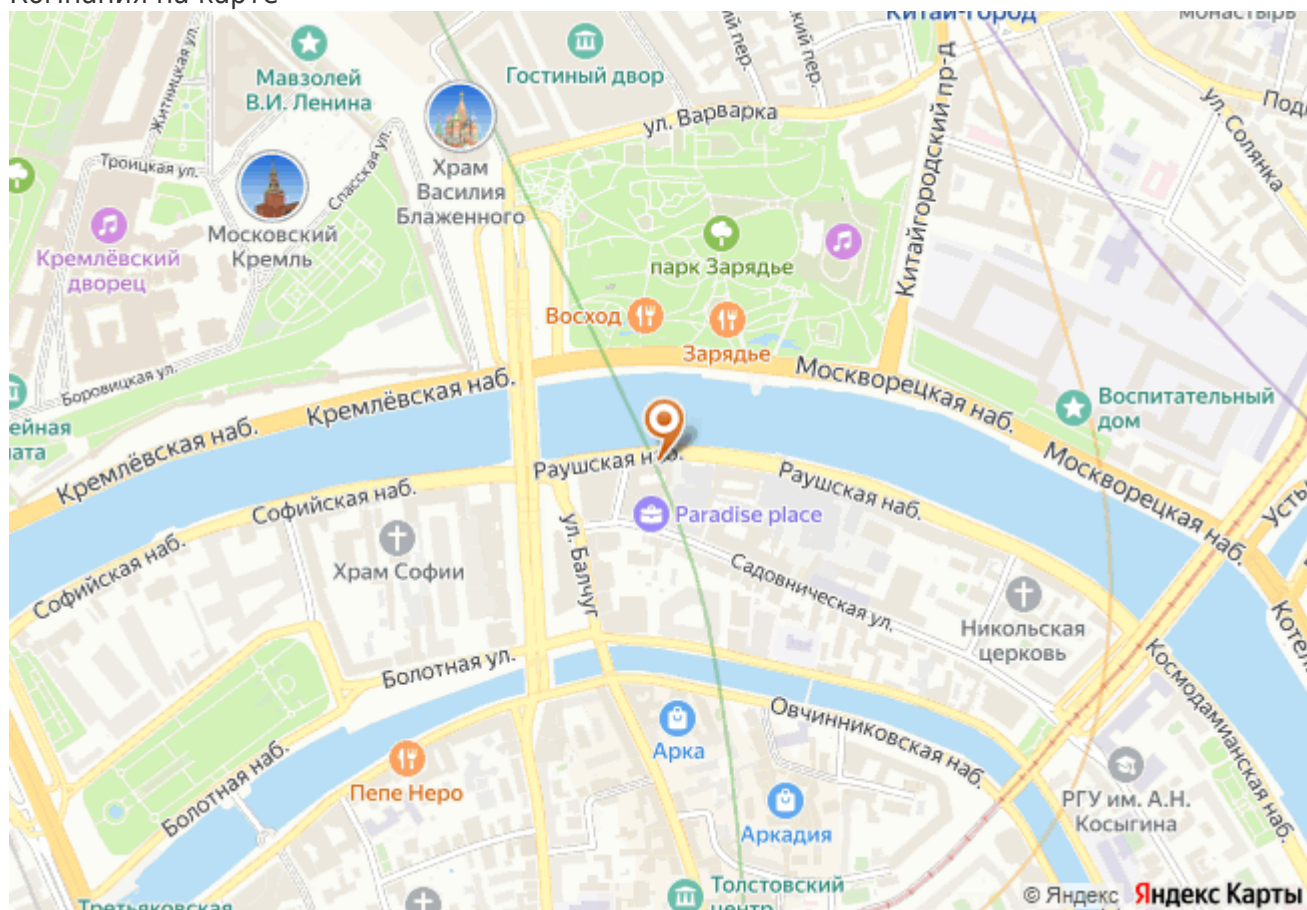 Компания на карте
Китай-город
монастырь
Житницкая ул.
Мавзолей
В.И. Ленина
Гостиный двор
ул. Варварка
Китайгородский пр-д
ул. Солянка
Троицкая ул.
Спасская ул.
Храм
Василия
Блаженного
Московский
Кремль
Кремлёвский
дворец
парк Зарядье
Восход
Зарядье
Боровицкая ул.
Кремлёвская наб.
Кремлёвская наб.
Москворецкая наб.
Воспитательный
дом
Москворецкая наб.
Раушская наб.
Раушская наб.
Софийская наб.
Софийская наб.
Paradise place
ул. Балчуг
Храм Софии
Садовническая ул.
Никольская
церковь
Болотная ул.
Космодамианская наб.
Овчинниковская наб.
Арка
Болотная наб.
Пепе Неро
Аркадия
РГУ им. А.Н.
Косыгина
Толстовский
центр
Третьяковская
© Яндекс Яндекс Карты